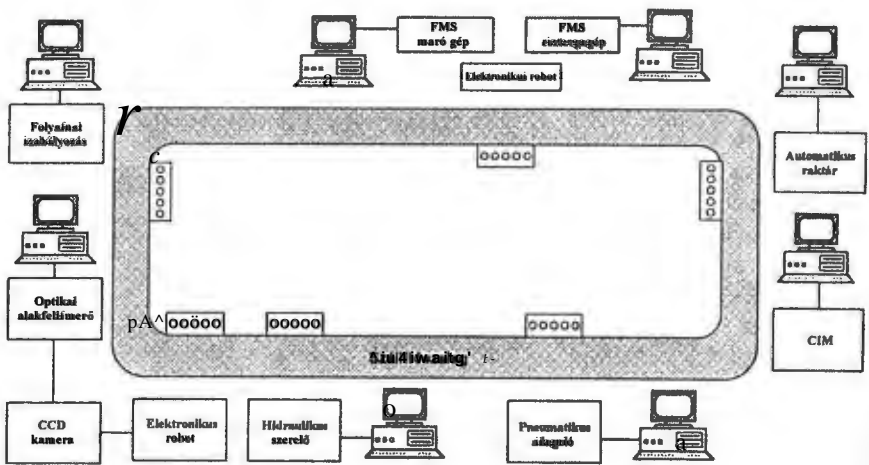 FMS
maró gép
FMS
esztergagép
Elektronikus robot
a
r
Folyamat
szabályozás
c
Automatikus
raktár
Optikai
alakfelismerő
pA^
CIM
CCD
kamera
Elektronikus
robot
Hidraulikus
szerelő
o
Pneumatikus
a